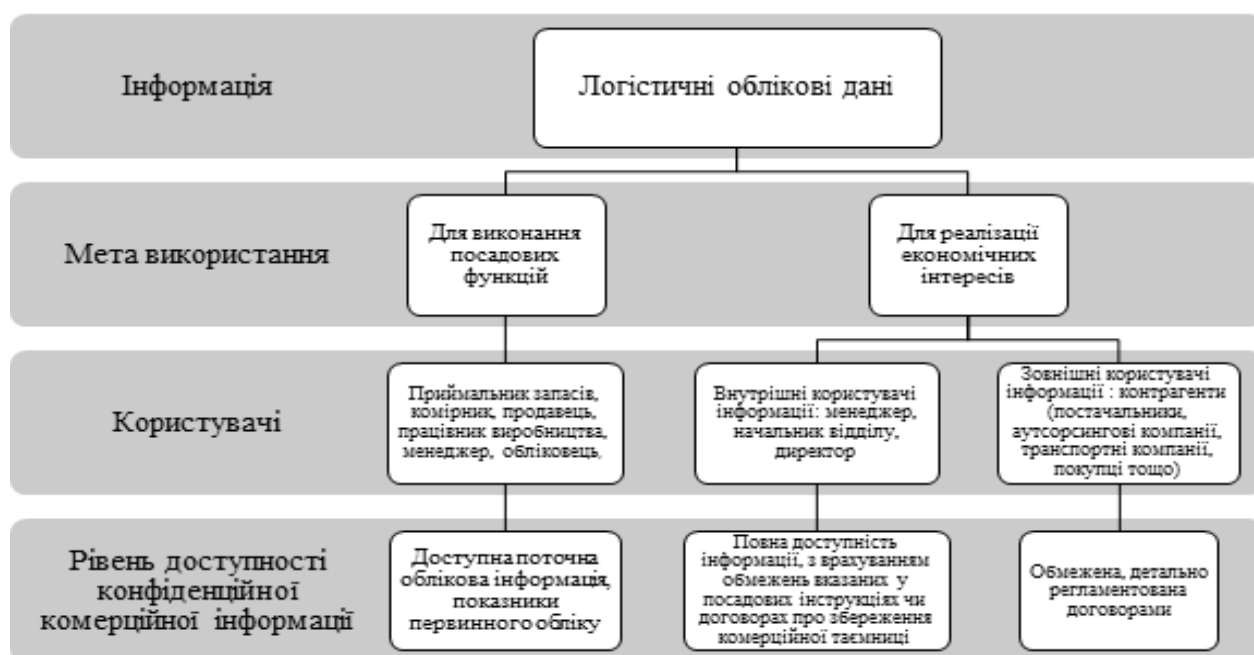 Інформація
Логістичні облікові дані
Мета використання
Для виконання
посадових
функцій
Для реалізації
економічних
інтересів
Користувачі
Приймальник запасів,
комірник, продавець,
працівник виробництва,
менеджер, обліковець,
Внутрішні користувачі
інформації: менеджер,
начальник відділу,
директор
Зовнішні користувачі
інформації : контрагенти
(постачальники,
аутсорсингові компанії,
транспортні компанії,
покупці тощо)
Рівень доступності
конфіденційної
комерційної інформації
Доступна поточна
облікова інформація,
показники
первинного обліку
Повна доступність
інформації, з врахуванням
обмежень вказаних у
посадових інструкціях чи
договорах про збереження
комерційної таємниці
Обмежена, детально
регламентована
договорами